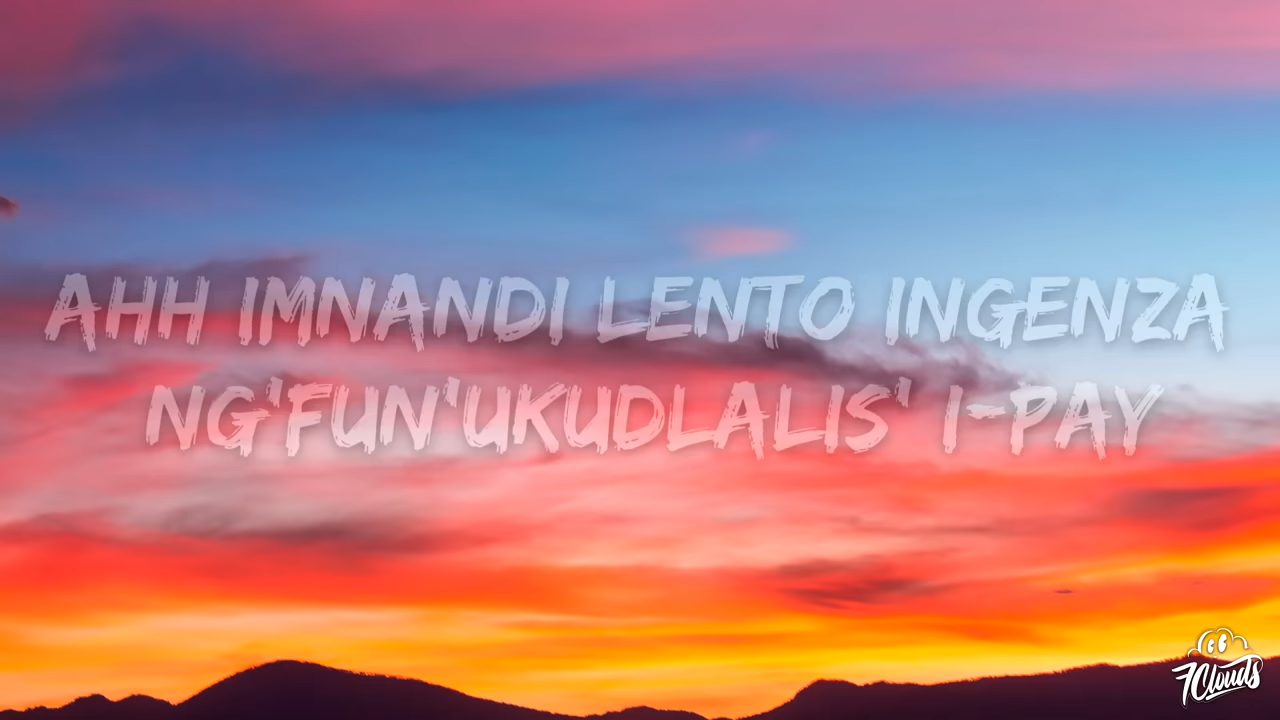 AHH IMNANDI LENTO INGENZA
NG'FUN'UKUDLALIS' I-PAY
7Clouds